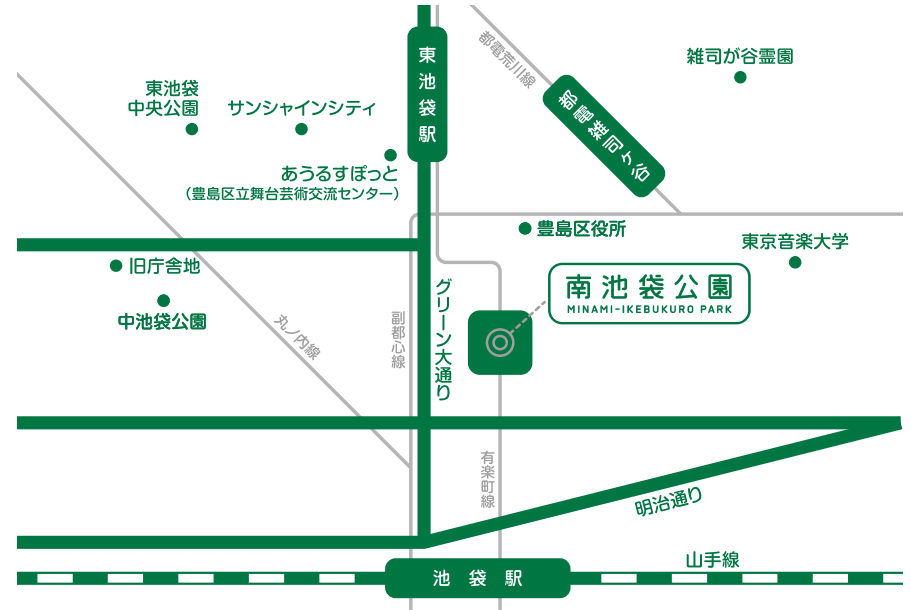 東池袋駅
都電荒川線
雑司が谷霊園
東池袋
中央公園
サンシャインシティ
都電雑司ヶ谷
あうるすぽっと
（豊島区立舞台芸術交流センター）
豊島区役所
東京音楽大学
旧庁舎地
中池袋公園
南池袋公園
MINAMI-IKEBUKURO PARK
グリーン大通り
副都心線
丸ノ内線
有楽町線
明治通り
山手線
池袋駅